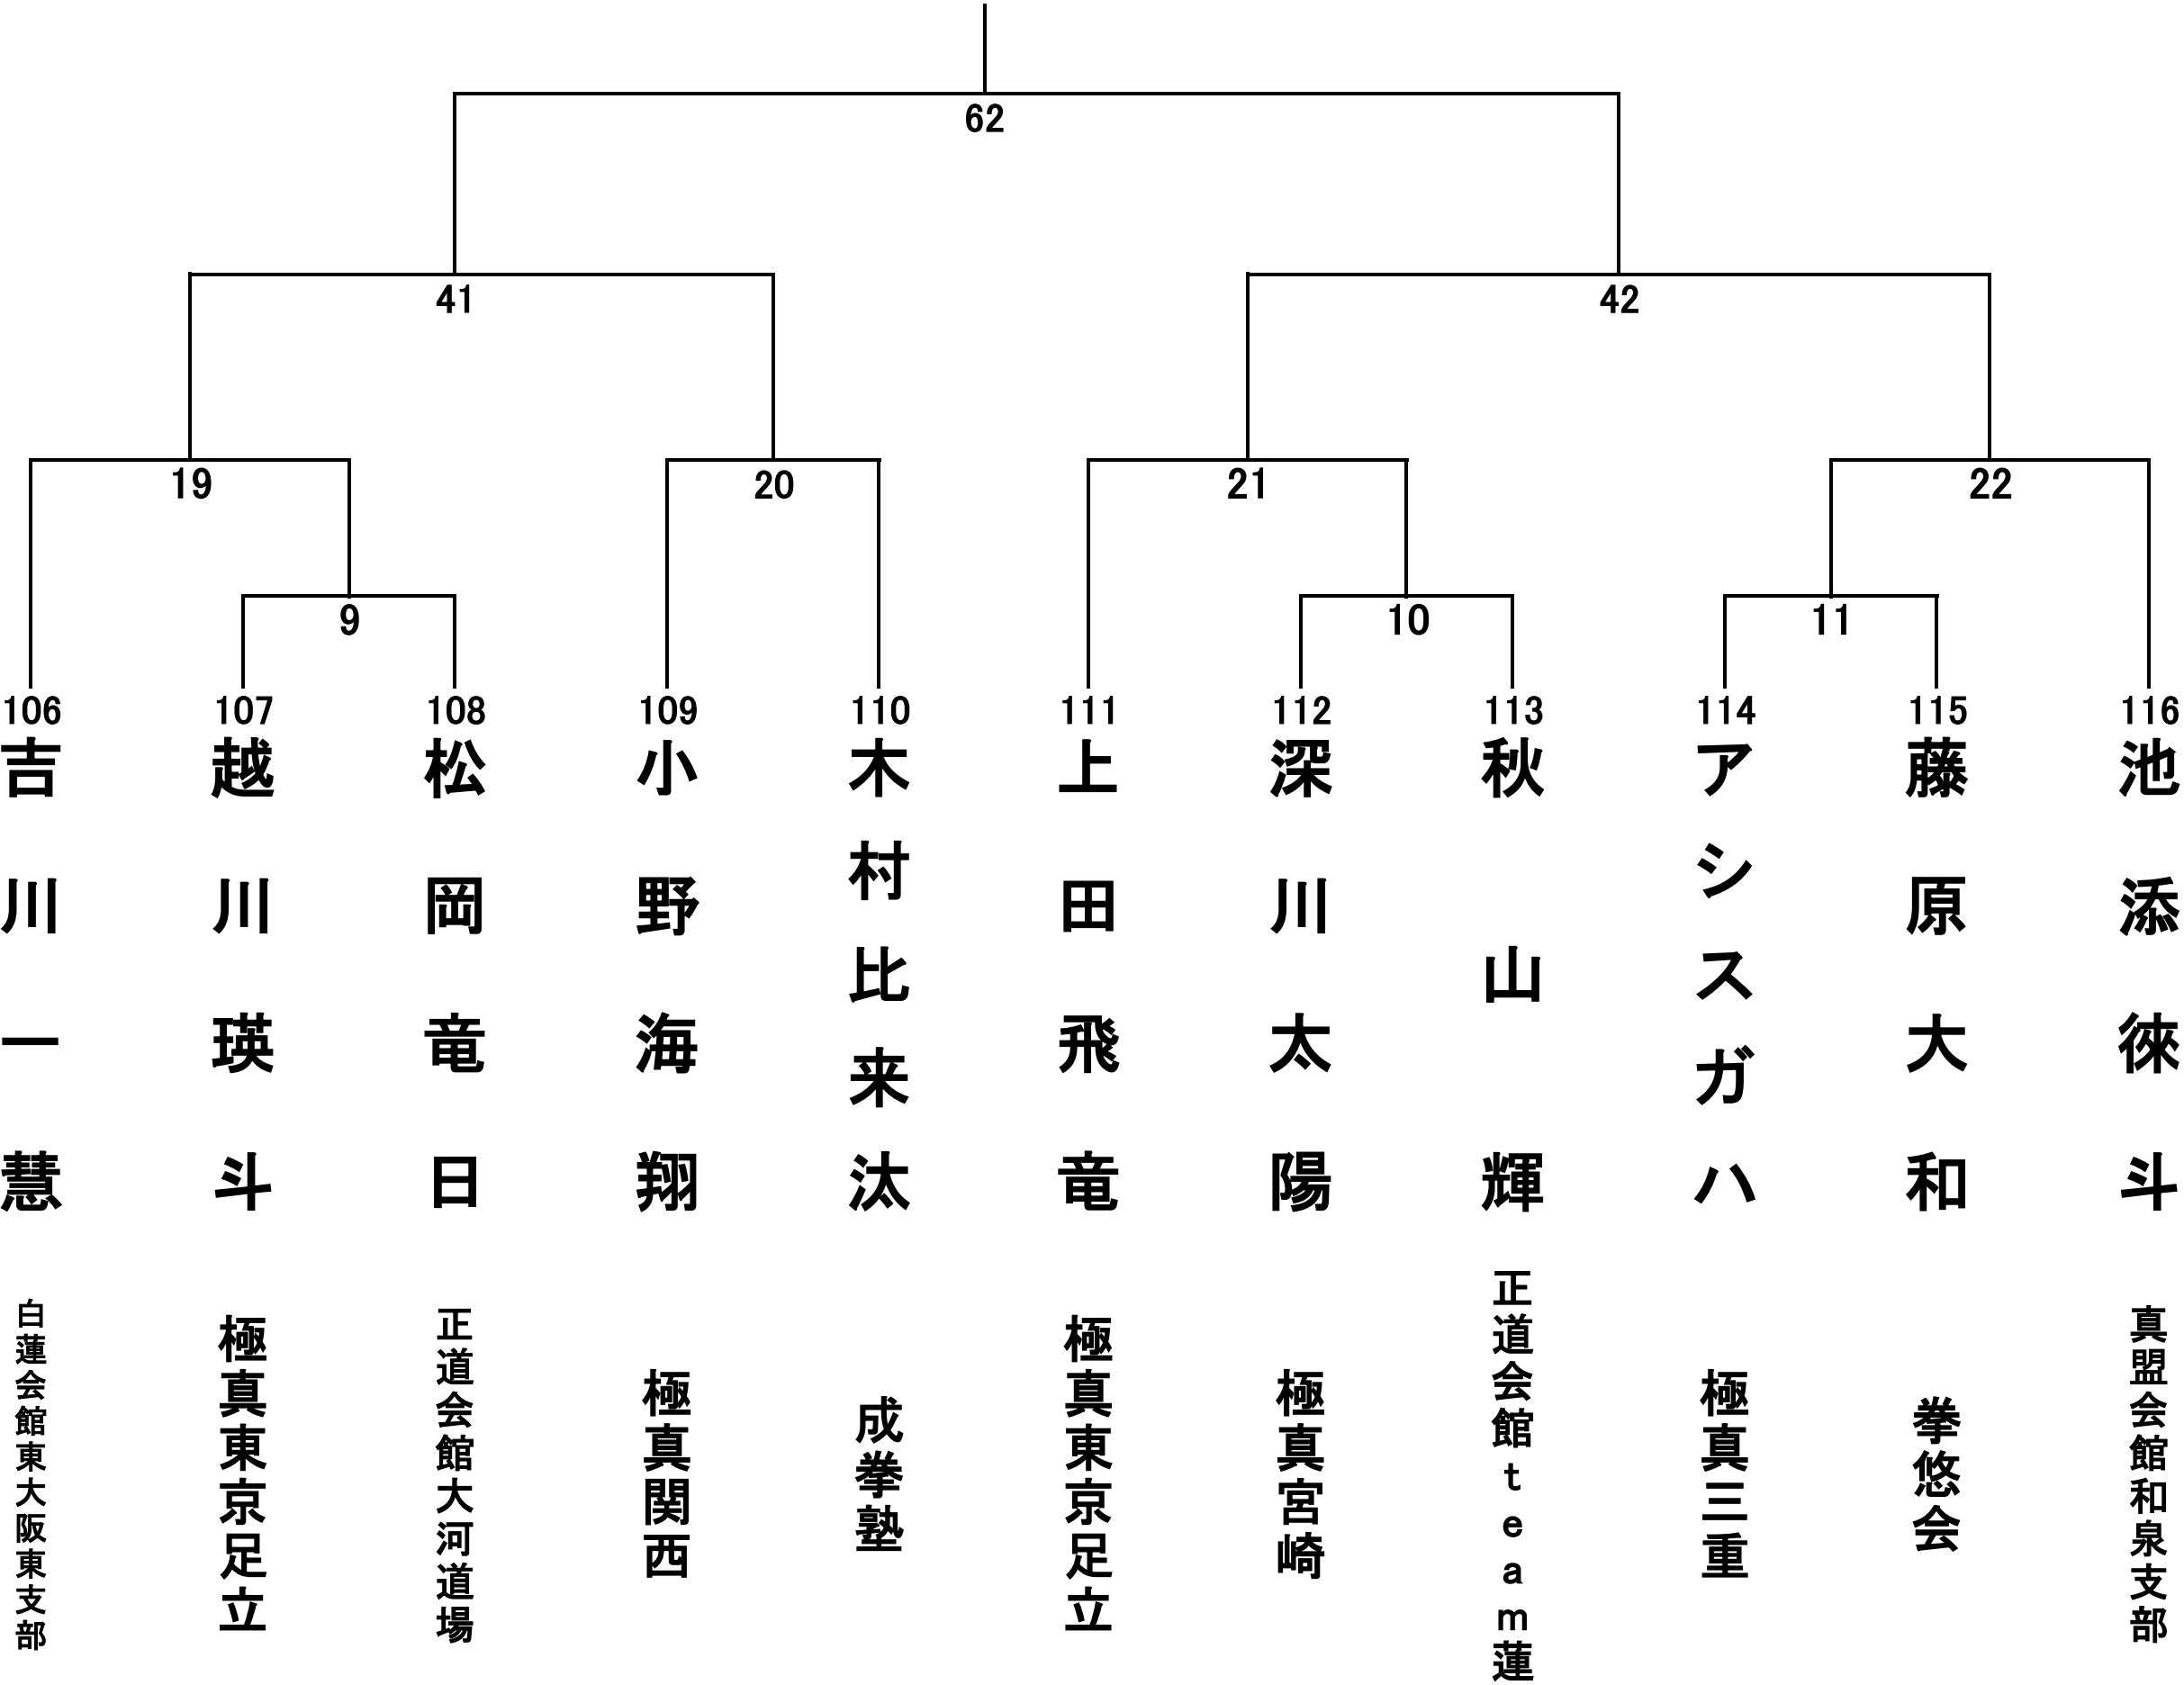 62
41
42
19
20
21
22
9
10
11
106
107
108
109
110
111
112
113
114
115
116
吉川一慧
越川瑛斗
松岡竜日
小野海翔
木村比来汰
上田飛竜
深川太陽
秋山輝
アシスガハ
藤原大和
池添徠斗
白蓮会館東大阪東支部
極真東京足立
正道会館大河道場
極真関西
成拳塾
極真東京足立
極真宮崎
正道会館team蓮
極真三重
拳悠会
真盟会館和泉支部